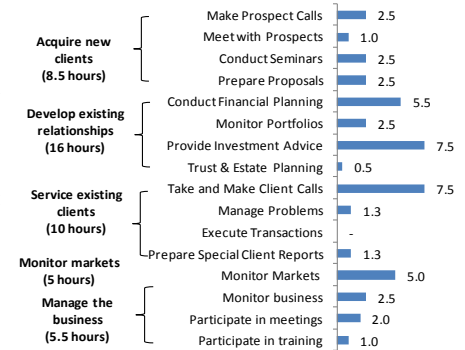 Acquire new
clients
(8.5 hours)
Make Prospect Calls 2.5
Meet with Prospects 1.0
Conduct Seminars 2.5
Prepare Proposals 2.5
Develop existing
relationships
(16 hours)
Conduct Financial Planning 5.5
Monitor Portfolios 2.5
Provide Investment Advice 7.5
Trust & Estate Planning 0.5
Service existing
clients
(10 hours)
Take and Make Client Calls 7.5
Manage Problems 1.3
Execute Transactions -
Prepare Special Client Reports 1.3
Monitor markets
(5 hours)
Monitor Markets 5.0
Manage the
business
(5.5 hours)
Monitor business 2.5
Participate in meetings 2.0
Participate in training 1.0